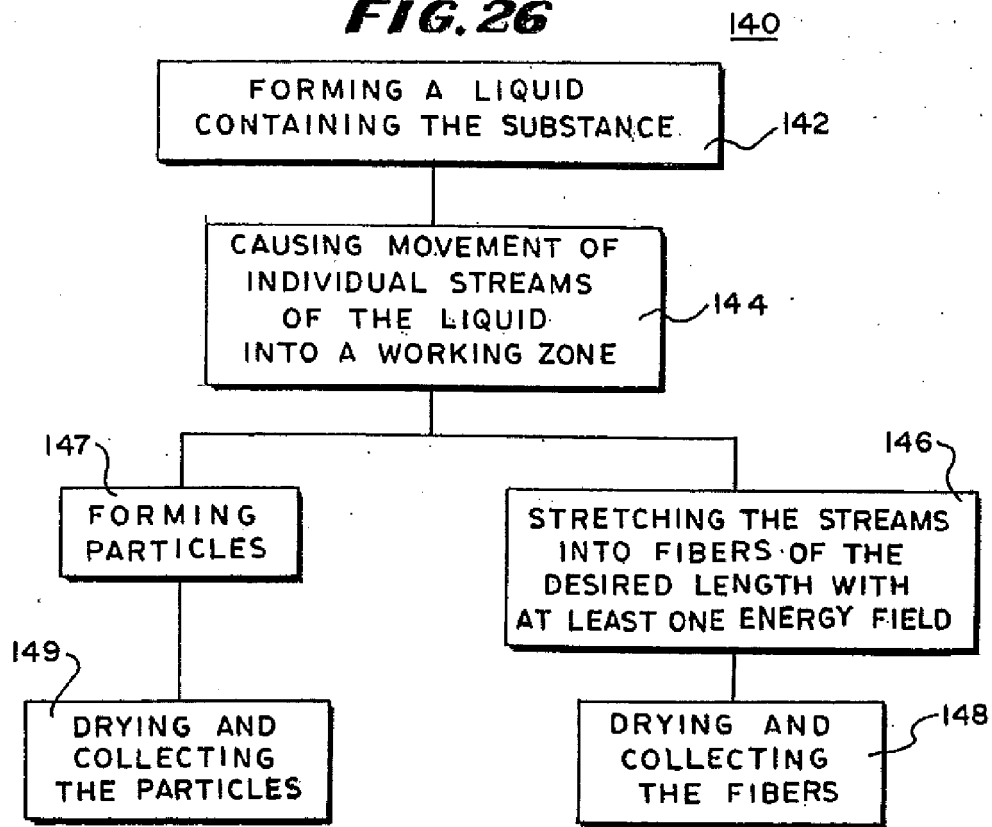 FIG. 26
140
FORMING A LIQUID
CONTAINING THE SUBSTANCE
142
CAUSING MOVEMENT OF
INDIVIDUAL STREAMS
OF THE LIQUID
INTO A WORKING ZONE
144
147
FORMING
PARTICLES
146
STRETCHING THE STREAMS
INTO FIBERS OF THE
DESIRED LENGTH WITH
AT LEAST ONE ENERGY FIELD
149
DRYING AND
COLLECTING
THE PARTICLES
DRYING AND
COLLECTING
THE FIBERS
148